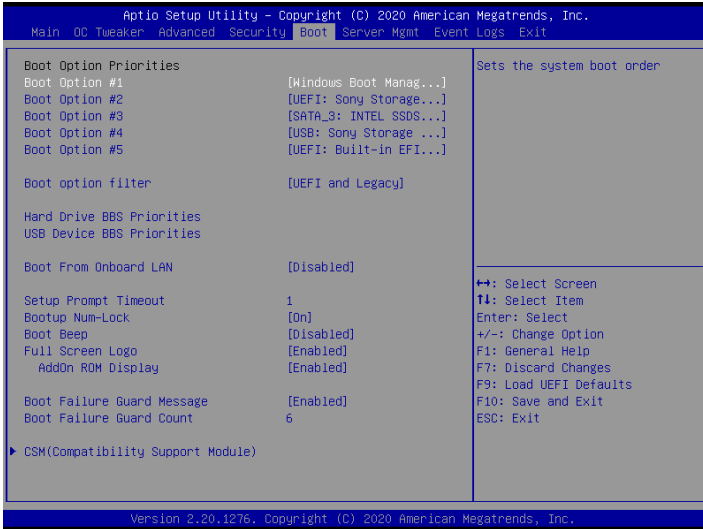 Aptio Setup Utility – Copyright (C) 2020 American Megatrends, Inc.
Main OC Tweaker Advanced Security Boot Server Mgmt Event Logs Exit
Boot Option Priorities
Boot Option #1 [Windows Boot Manag...]
Boot Option #2 [UEFI: Sony Storage...]
Boot Option #3 [SATA_3: INTEL SSDS...]
Boot Option #4 [USB: Sony Storage ...]
Boot Option #5 [UEFI: Built-in EFI...]
Boot option filter [UEFI and Legacy]
Hard Drive BBS Priorities
USB Device BBS Priorities
Boot From Onboard LAN [Disabled]
Setup Prompt Timeout 1
Bootup Num-Lock [On]
Boot Beep [Disabled]
Full Screen Logo [Enabled]
AddOn ROM Display [Enabled]
Boot Failure Guard Message [Enabled]
Boot Failure Guard Count 6
CSM(Compatibility Support Module)
Sets the system boot order
↔: Select Screen
↑↓: Select Item
Enter: Select
+/-: Change Option
F1: General Help
F7: Discard Changes
F9: Load UEFI Defaults
F10: Save and Exit
ESC: Exit
Version 2.20.1276. Copyright (C) 2020 American Megatrends, Inc.